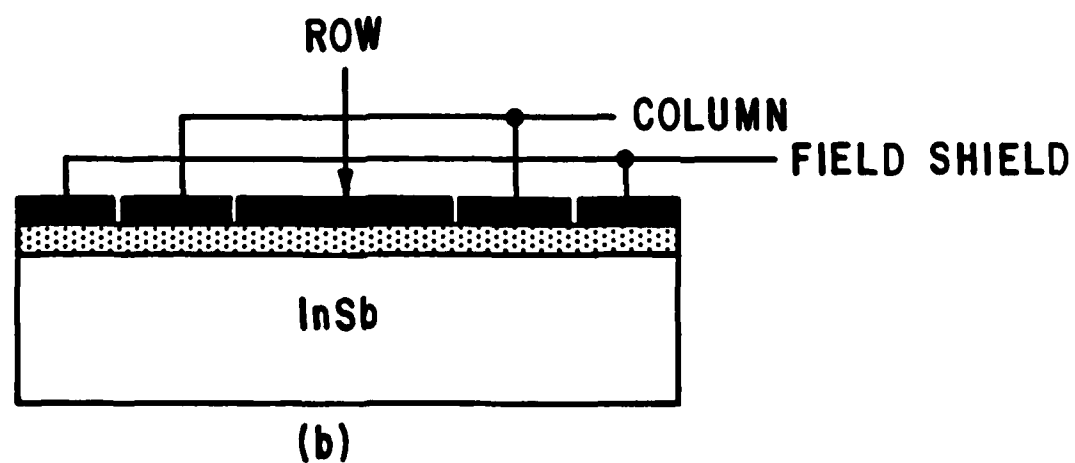 ROW
COLUMN
FIELD SHIELD
InSb
(b)